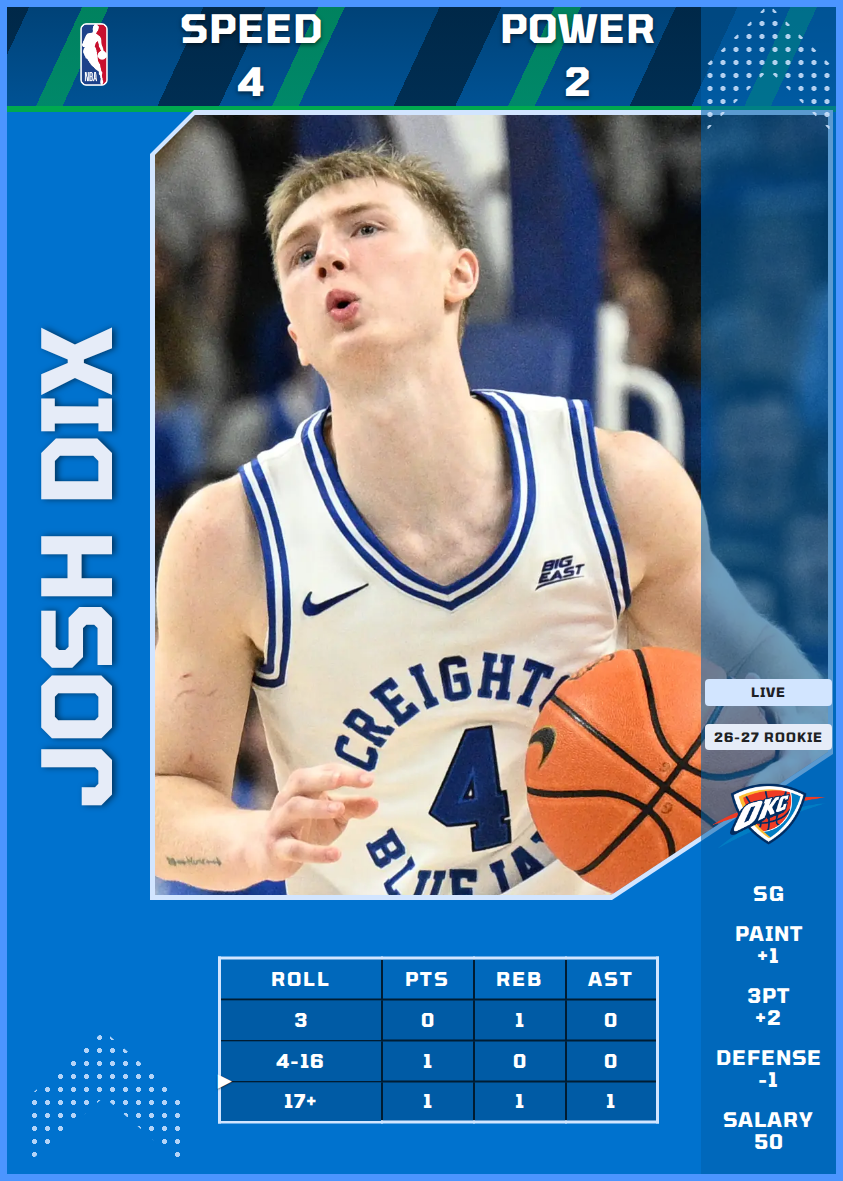 SPEED
4
POWER
2
NBA
JOSH DIX
BIG
EAST
CREIGHT
4
LIVE
26-27 ROOKIE
OKC
SG
PAINT
+1
3PT
+2
DEFENSE
-1
SALARY
50
ROLL PTS REB AST
3 0 1 0
4-16 1 0 0
17+ 1 1 1